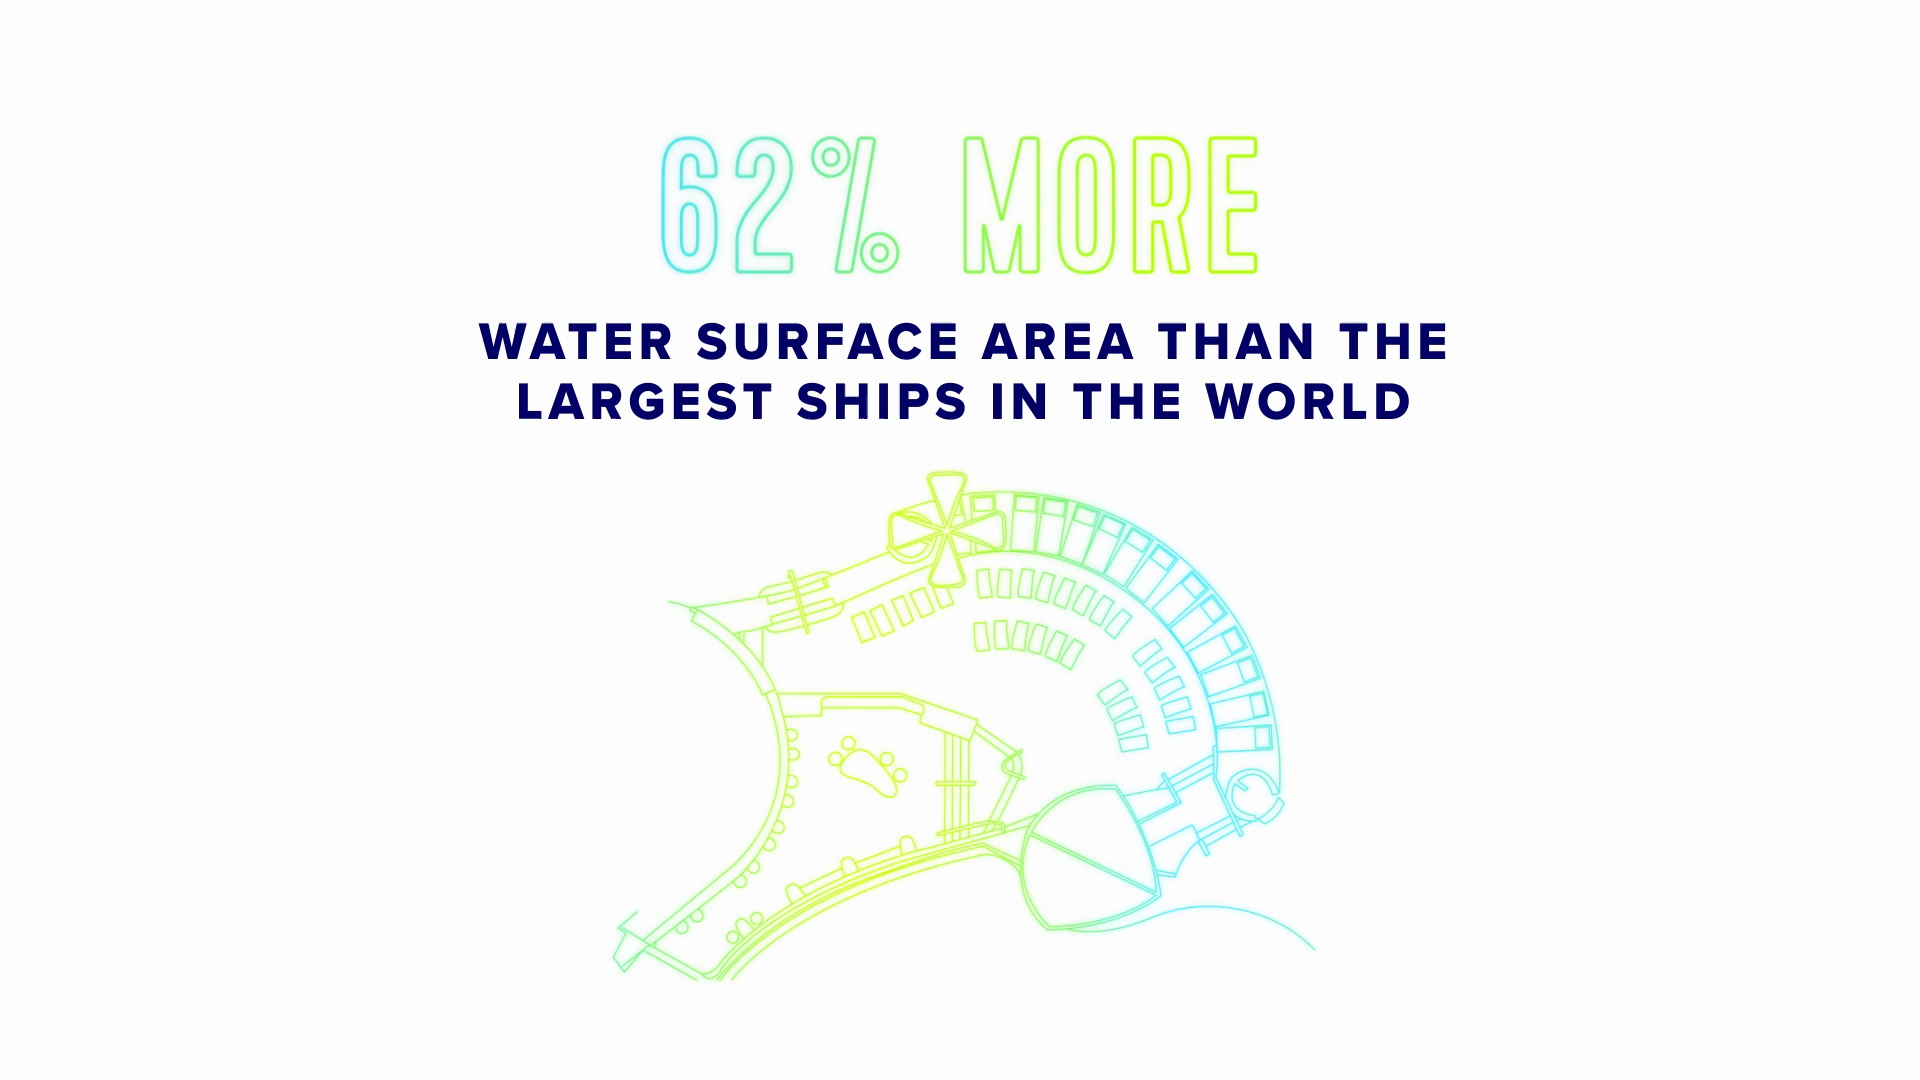 62% MORE
WATER SURFACE AREA THAN THE
LARGEST SHIPS IN THE WORLD